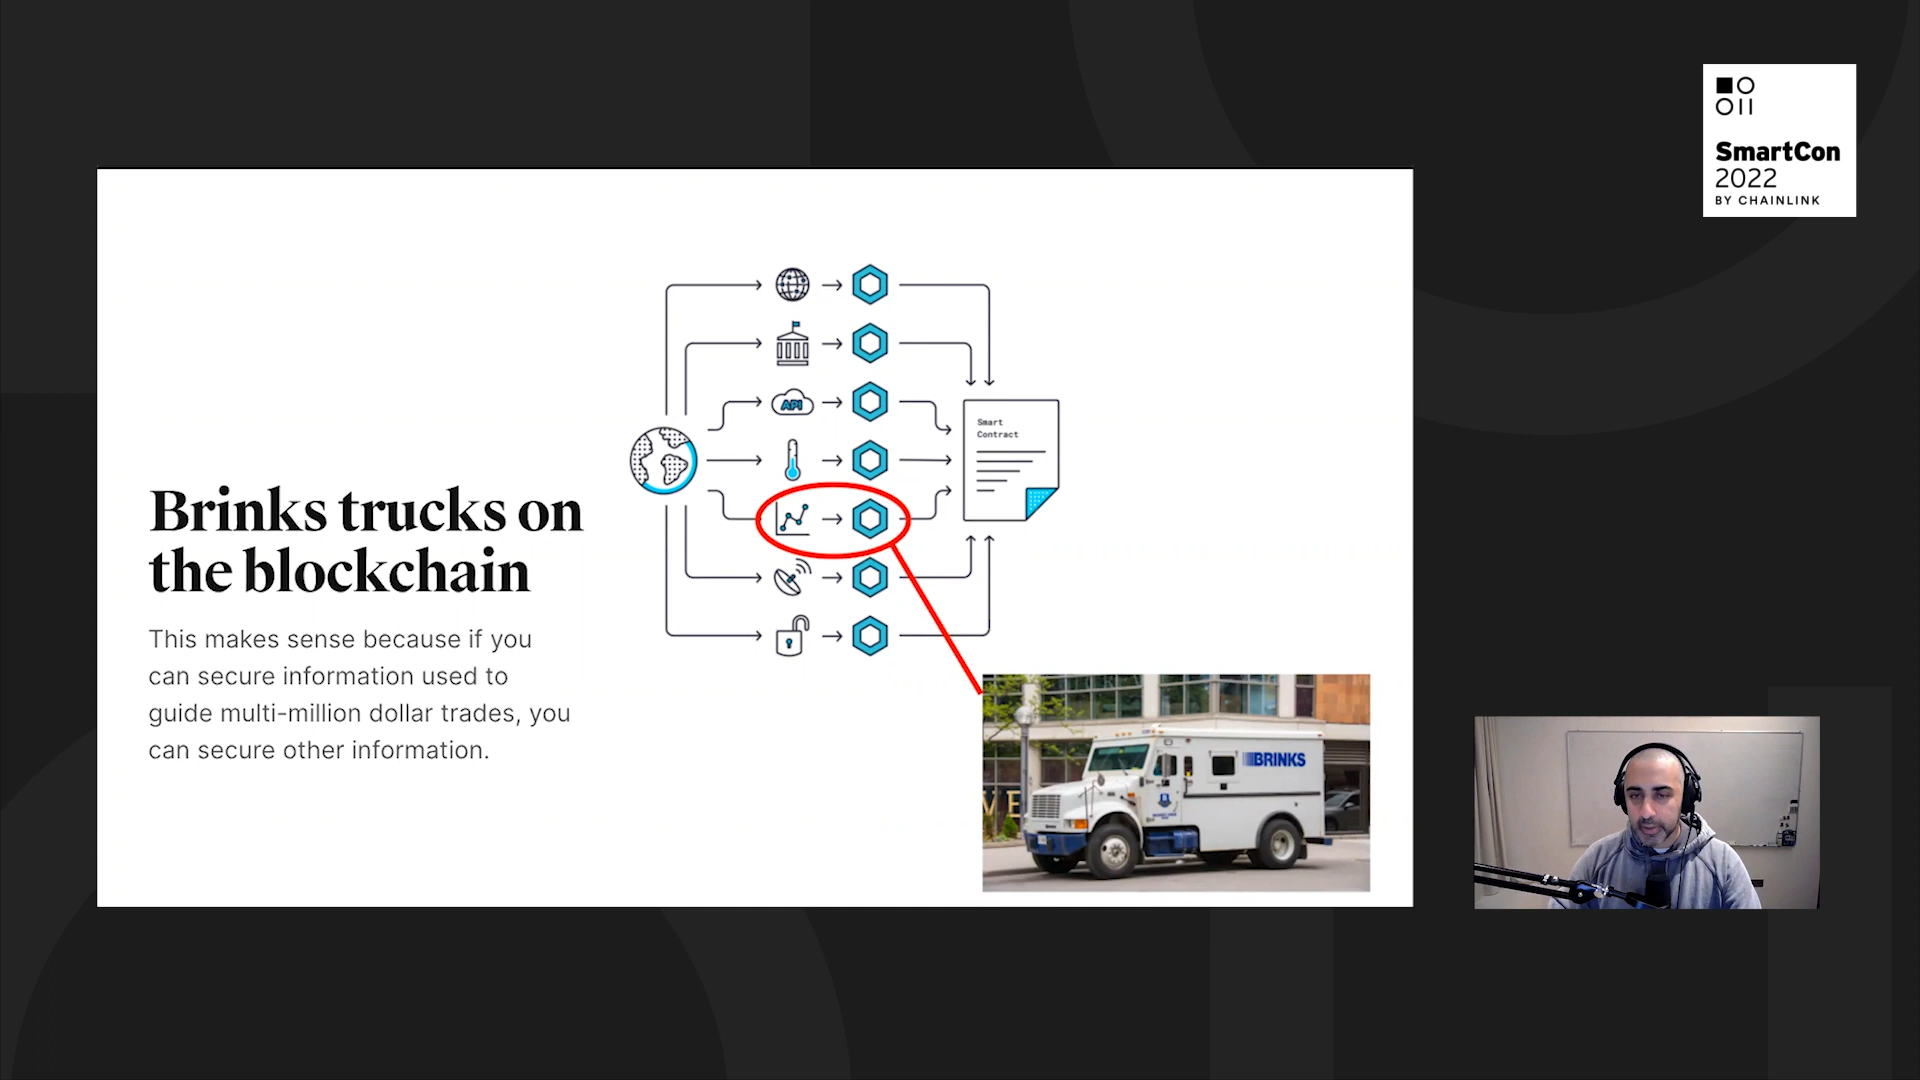 SmartCon
2022
BY CHAINLINK
Brinks trucks on
the blockchain
This makes sense because if you
can secure information used to
guide multi-million dollar trades, you
can secure other information.
API
Smart
Contract
BRINKS